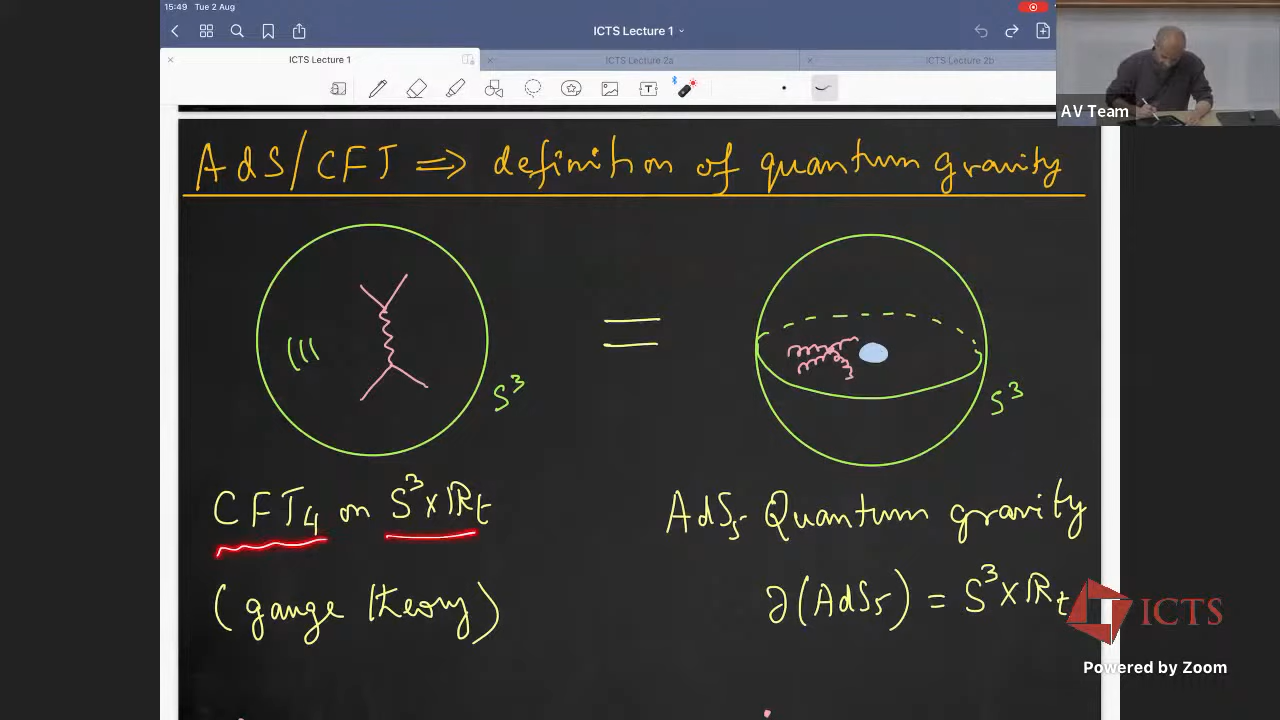 15:49 Tue 2 Aug
ICTS Lecture 1
ICTS Lecture 1
ICTS Lecture 2a
ICTS Lecture 2b
AV Team
AdS/CFT ⇒ definition of quantum gravity
=
S³
S³
CFT₄ on S³×ℝₜ
AdS₅ Quantum gravity
(gauge theory)
∂(AdS₅) = S³×ℝₜ
ICTS
Powered by Zoom